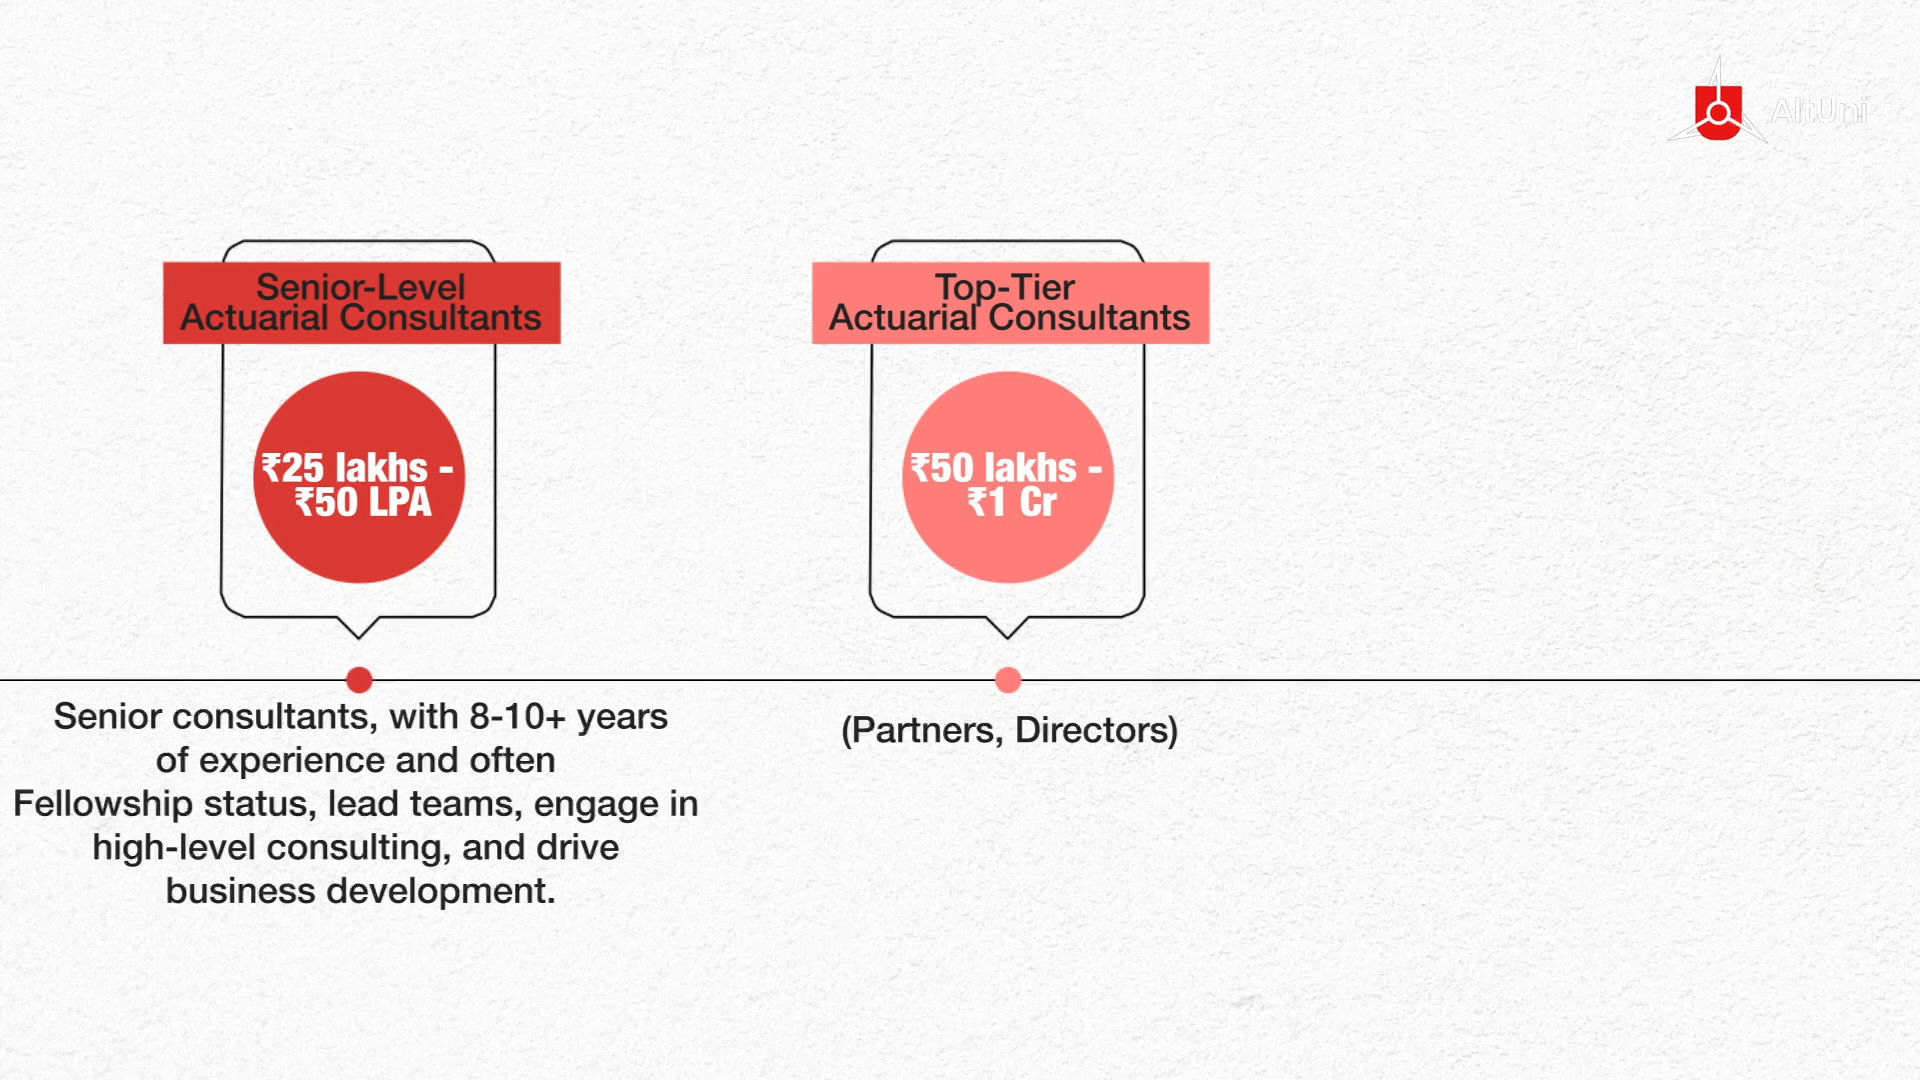 AltUni
Senior-Level
Actuarial Consultants
₹25 lakhs -
₹50 LPA
Senior consultants, with 8-10+ years
of experience and often
Fellowship status, lead teams, engage in
high-level consulting, and drive
business development.
Top-Tier
Actuarial Consultants
₹50 lakhs -
₹1 Cr
(Partners, Directors)